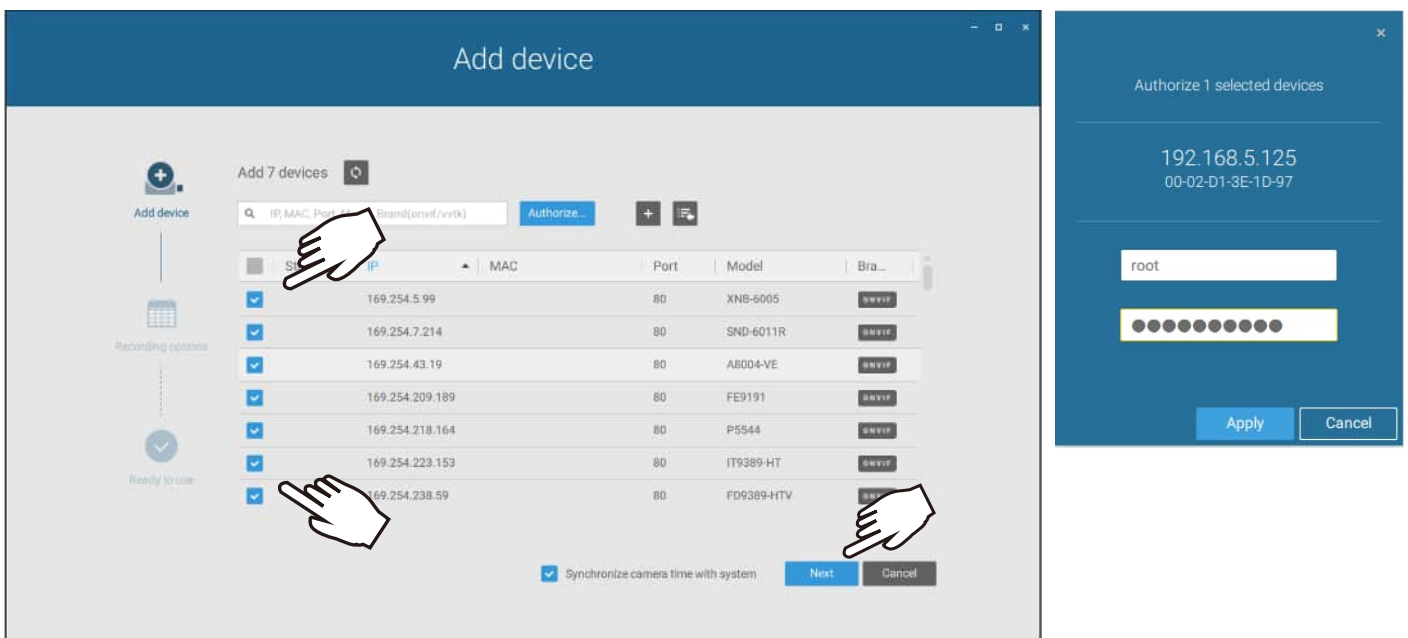 Add device
Add 7 devices
Add device
IP, MAC, Port, Brand(onvif/vvtk)
Authorize...
IP MAC Port Model Bra...
169.254.5.99 80 XNB-6005 ONVIF
169.254.7.214 80 SND-6011R ONVIF
Recording options
169.254.43.19 80 A8004-VE ONVIF
169.254.209.189 80 FE9191 ONVIF
169.254.218.164 80 P5544 ONVIF
169.254.223.153 80 IT9389-HT ONVIF
Ready to use
169.254.238.59 80 FD9389-HTV
Synchronize camera time with system
Next
Cancel
Authorize 1 selected devices
192.168.5.125
00-02-D1-3E-1D-97
root
Apply
Cancel